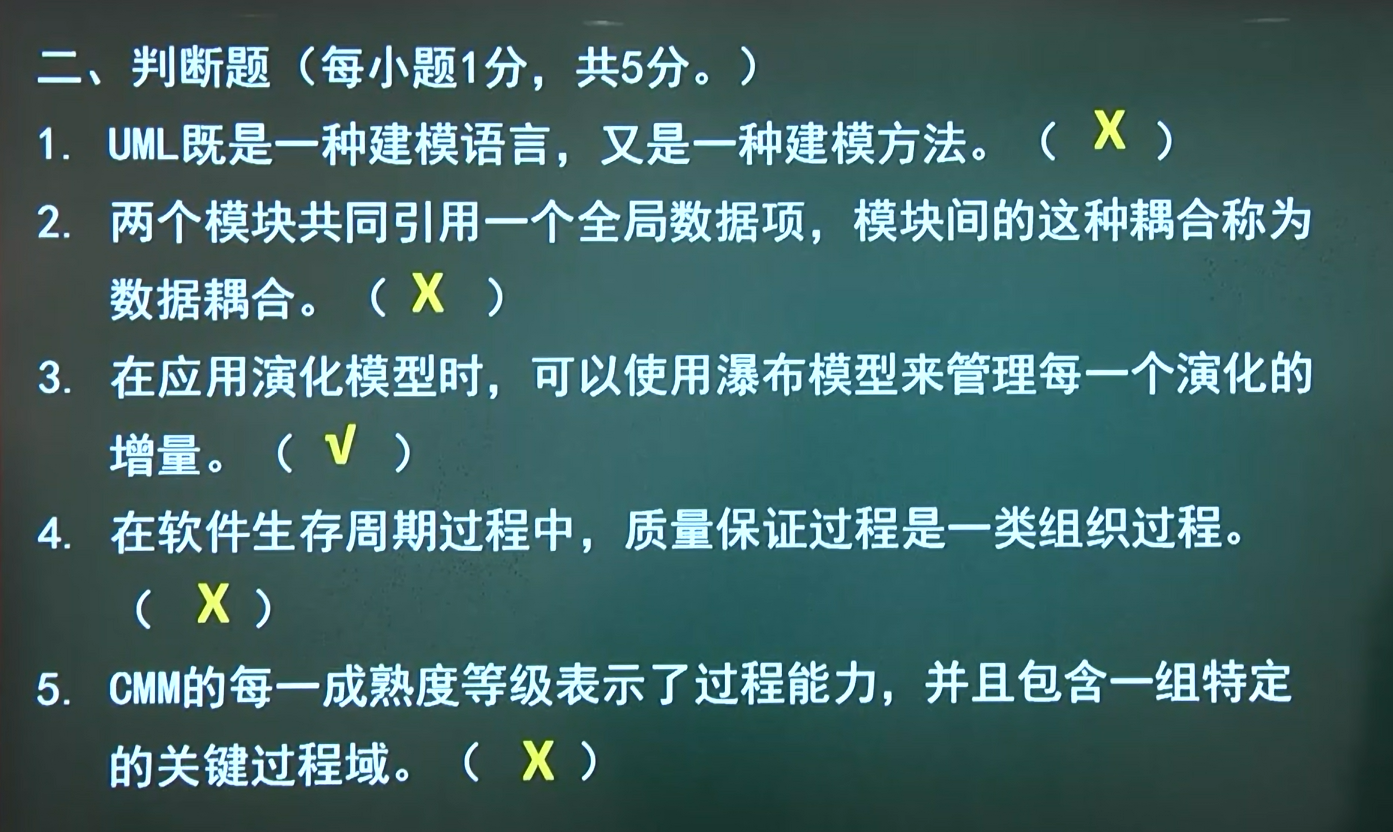 二、判断题（每小题1分，共5分。）
1. UML既是一种建模语言，又是一种建模方法。（ X ）
2. 两个模块共同引用一个全局数据项，模块间的这种耦合称为
数据耦合。（ X ）
3. 在应用演化模型时，可以使用瀑布模型来管理每一个演化的
增量。（ √ ）
4. 在软件生存周期过程中，质量保证过程是一类组织过程。
（ X ）
5. CMM的每一成熟度等级表示了过程能力，并且包含一组特定
的关键过程域。（ X ）